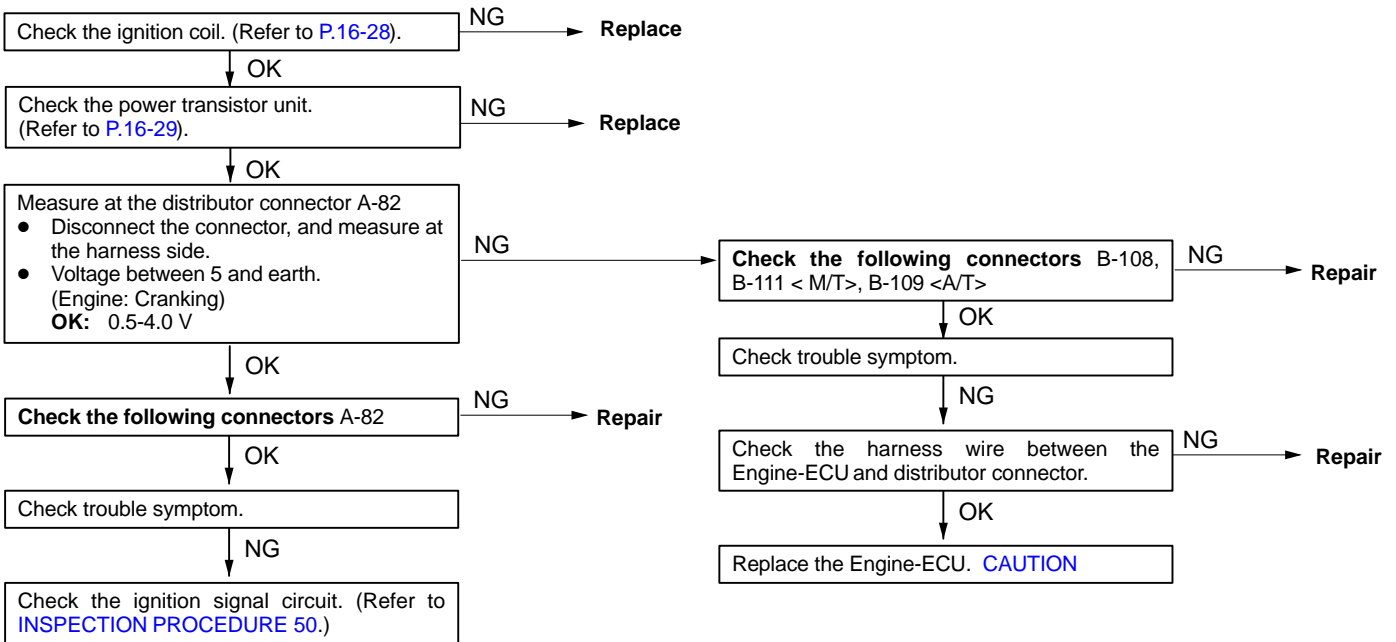 Check the ignition coil. (Refer to P.16-28).
NG
Replace
OK
Check the power transistor unit.
(Refer to P.16-29).
NG
Replace
OK
Measure at the distributor connector A-82
● Disconnect the connector, and measure at
the harness side.
● Voltage between 5 and earth.
(Engine: Cranking)
OK: 0.5-4.0 V
NG
OK
Check the following connectors A-82
NG
Repair
OK
Check trouble symptom.
NG
Check the ignition signal circuit. (Refer to
INSPECTION PROCEDURE 50.)
Check the following connectors B-108,
B-111 < M/T>, B-109 <A/T>
NG
Repair
OK
Check trouble symptom.
NG
Check the harness wire between the
Engine-ECU and distributor connector.
NG
Repair
OK
Replace the Engine-ECU. CAUTION